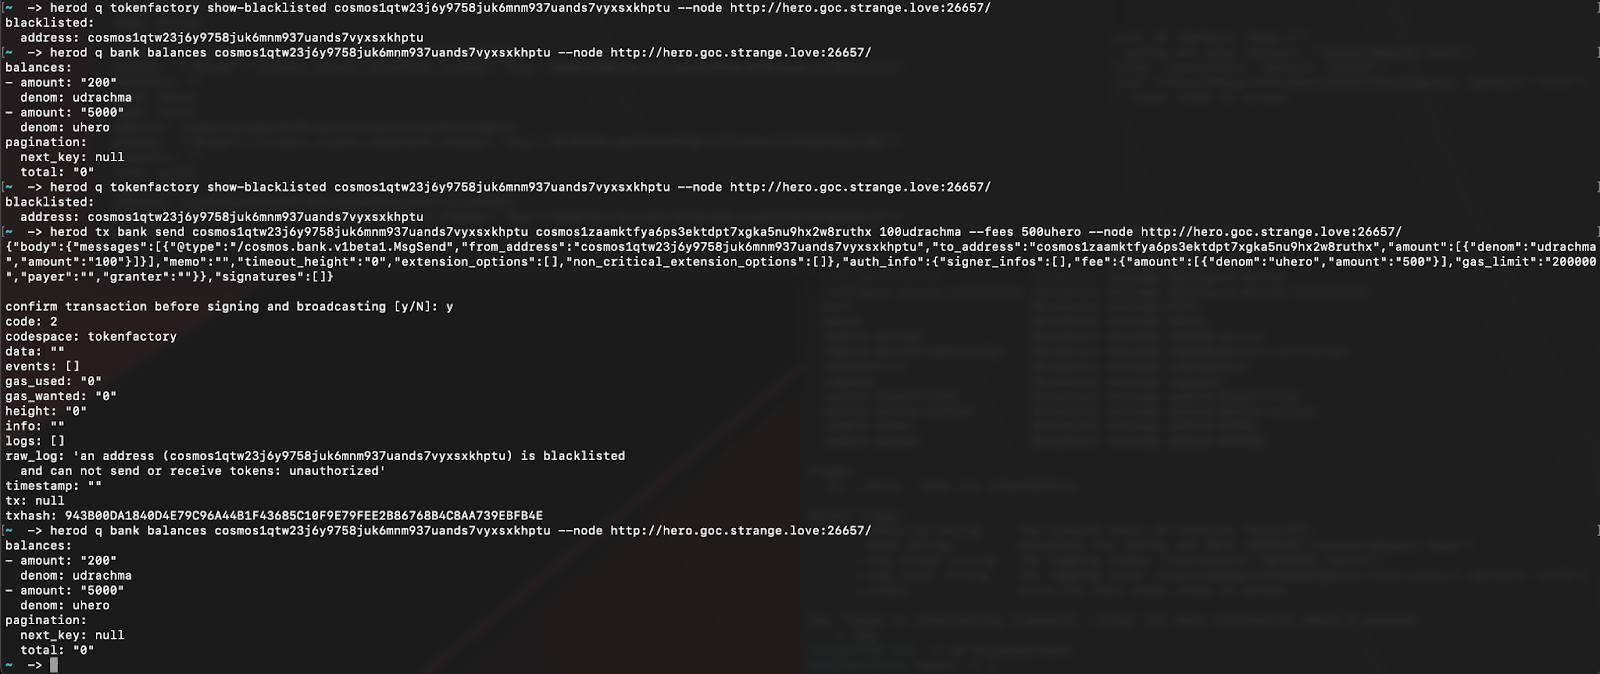 [~ -> herod q tokenfactory show-blacklisted cosmos1qtw23j6y9758juk6mnm937uands7vyxsxkhptu --node http://hero.goc.strange.love:26657/ ]
blacklisted:
  address: cosmos1qtw23j6y9758juk6mnm937uands7vyxsxkhptu
[~ -> herod q bank balances cosmos1qtw23j6y9758juk6mnm937uands7vyxsxkhptu --node http://hero.goc.strange.love:26657/ ]
balances:
- amount: "200"
  denom: udrachma
- amount: "5000"
  denom: uhero
pagination:
  next_key: null
  total: "0"
[~ -> herod q tokenfactory show-blacklisted cosmos1qtw23j6y9758juk6mnm937uands7vyxsxkhptu --node http://hero.goc.strange.love:26657/ ]
blacklisted:
  address: cosmos1qtw23j6y9758juk6mnm937uands7vyxsxkhptu
[~ -> herod tx bank send cosmos1qtw23j6y9758juk6mnm937uands7vyxsxkhptu cosmos1zaamktfya6ps3ektdpt7xgka5nu9hx2w8ruthx 100udrachma --fees 500uhero --node http://hero.goc.strange.love:26657/ ]
{"body":{"messages":[{"@type":"/cosmos.bank.v1beta1.MsgSend","from_address":"cosmos1qtw23j6y9758juk6mnm937uands7vyxsxkhptu","to_address":"cosmos1zaamktfya6ps3ektdpt7xgka5nu9hx2w8ruthx","amount":[{"denom":"udrachma
","amount":"100"}]}],"memo":"","timeout_height":"0","extension_options":[],"non_critical_extension_options":[]},"auth_info":{"signer_infos":[],"fee":{"amount":[{"denom":"uhero","amount":"500"}],"gas_limit":"200000
","payer":"","granter":""}},"signatures":[]}
confirm transaction before signing and broadcasting [y/N]: y
code: 2
codespace: tokenfactory
data: ""
events: []
gas_used: "0"
gas_wanted: "0"
height: "0"
info: ""
logs: []
raw_log: 'an address (cosmos1qtw23j6y9758juk6mnm937uands7vyxsxkhptu) is blacklisted
  and can not send or receive tokens: unauthorized'
timestamp: ""
tx: null
txhash: 943B00DA1840D4E79C96A44B1F43685C10F9E79FEE2B86768B4C8AA739EBFB4E
[~ -> herod q bank balances cosmos1qtw23j6y9758juk6mnm937uands7vyxsxkhptu --node http://hero.goc.strange.love:26657/ ]
balances:
- amount: "200"
  denom: udrachma
- amount: "5000"
  denom: uhero
pagination:
  next_key: null
  total: "0"
~ ->